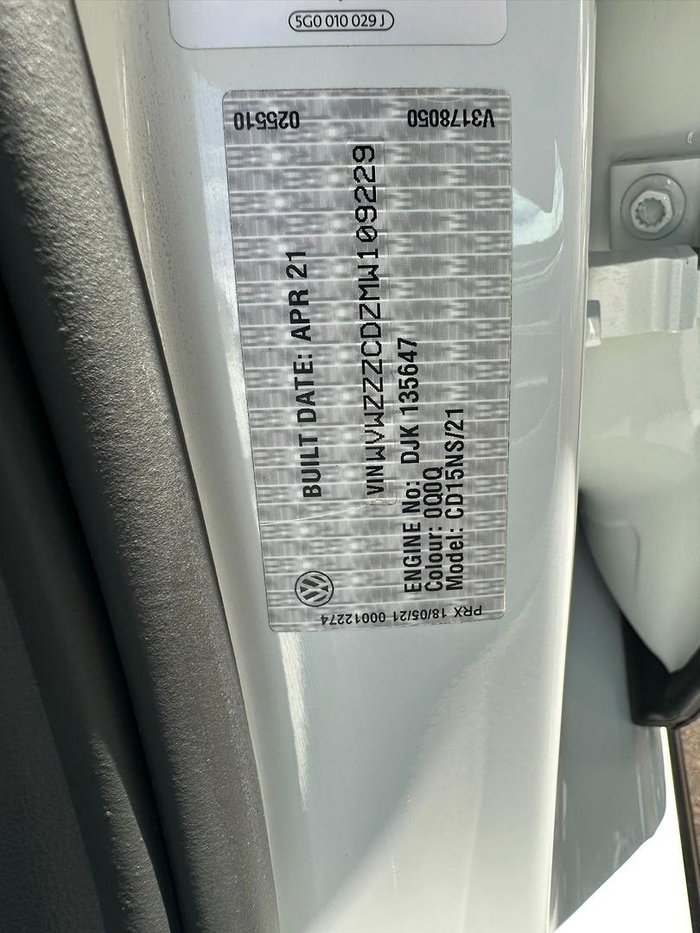 5G0 010 029 J
025510
V3178050
BUILT DATE: APR 21
VIN WVWZZZCDZMW109229
ENGINE No: DJK 135647
Colour: 0Q0Q
Model: CD15NS/21
PRX 18/05/21 00012274